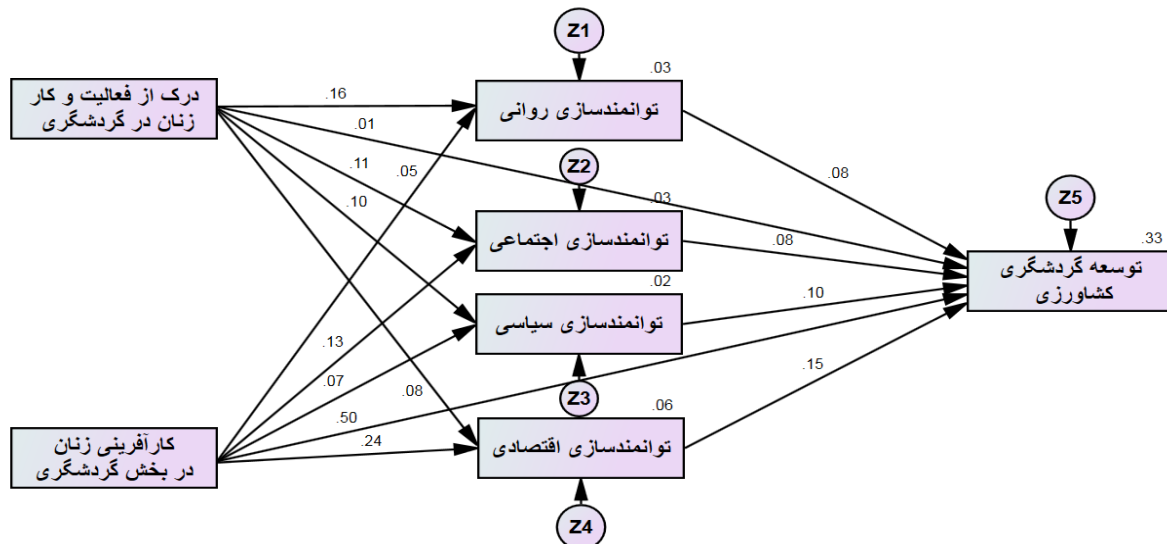 Z1
.03
درک از فعالیت و کار
زنان در گردشگری
.16
توانمندسازی روانی
.01
.11
Z2
.05
.08
.10
.03
Z5
توانمندسازی اجتماعی
.08
.33
توسعه گردشگری
کشاورزی
.02
.10
توانمندسازی سیاسی
.13
.07
.08
Z3
.15
.06
.50
.24
کارآفرینی زنان
در بخش گردشگری
توانمندسازی اقتصادی
Z4